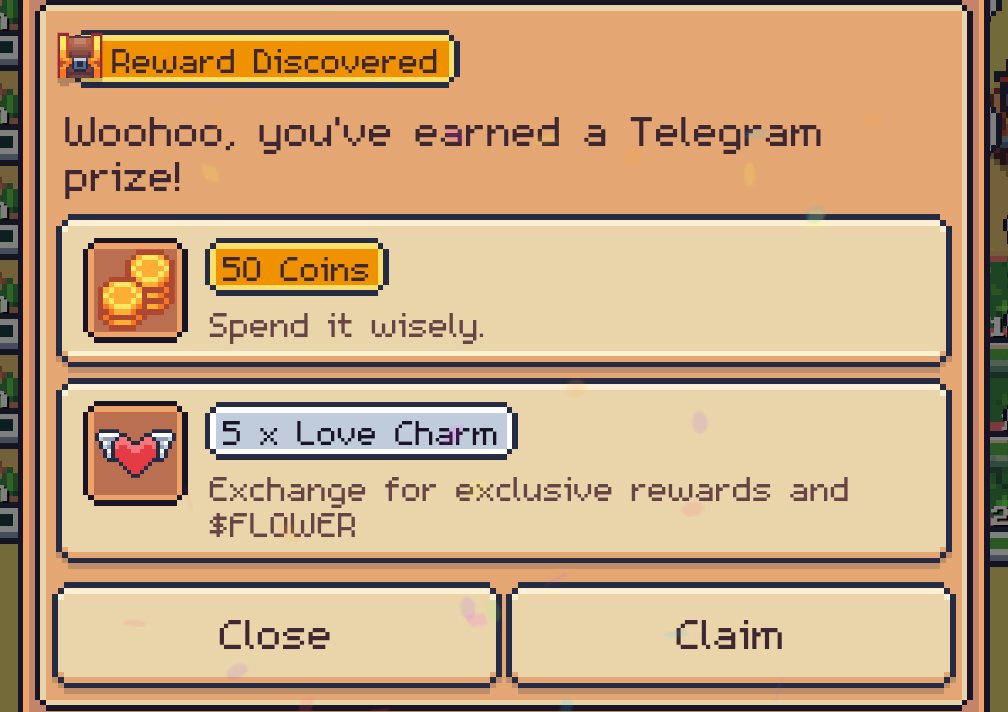 Reward Discovered
Woohoo, you've earned a Telegram
prize!
50 Coins
Spend it wisely.
5 x Love Charm
Exchange for exclusive rewards and
$FLOWER
Close
Claim